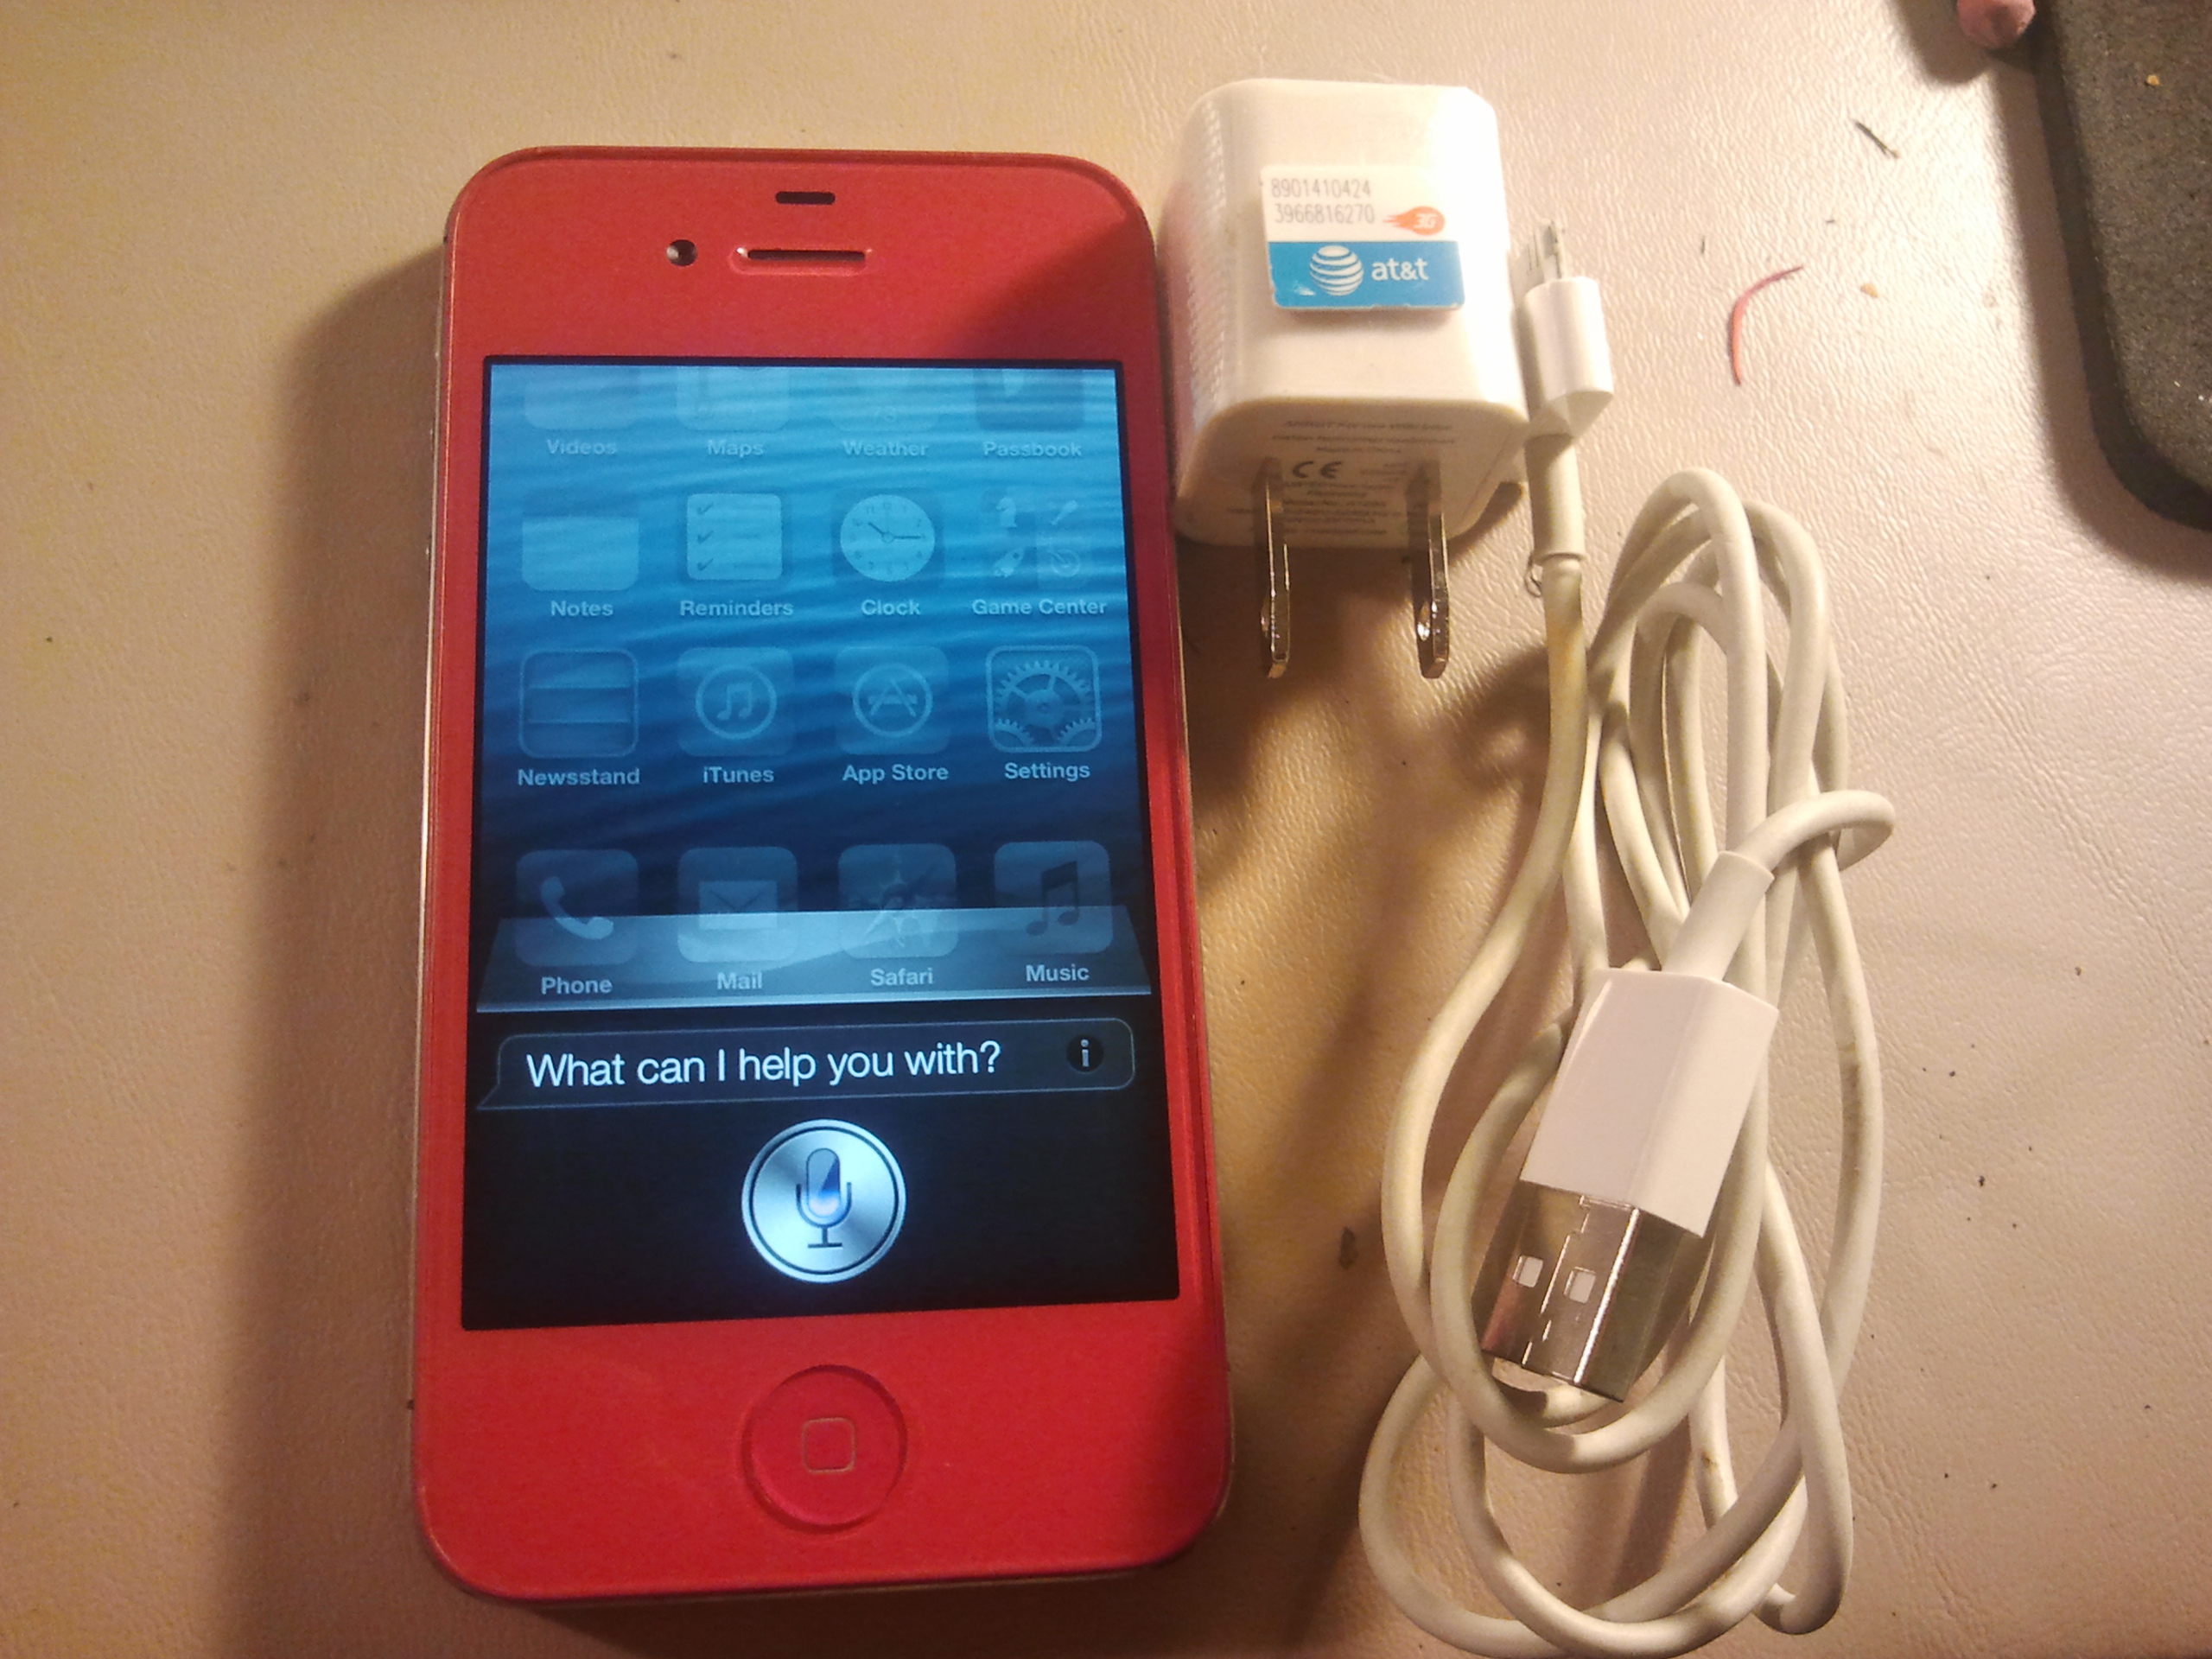 8901410424
3966816270 3G
at&t
Videos Maps Weather Passbook
Notes Reminders Clock Game Center
Newsstand iTunes App Store Settings
Phone Mail Safari Music
What can I help you with? i
CE